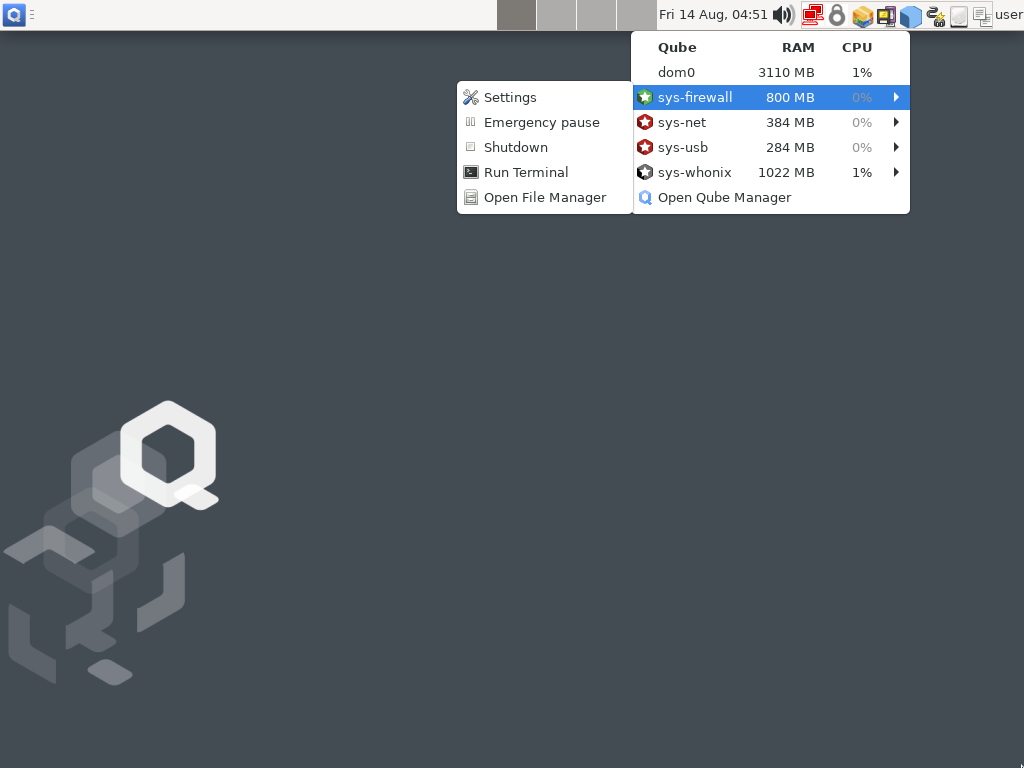 Fri 14 Aug, 04:51 user
Qube RAM CPU
dom0 3110 MB 1%
sys-firewall 800 MB 0%
sys-net 384 MB 0%
sys-usb 284 MB 0%
sys-whonix 1022 MB 1%
Open Qube Manager
Settings
Emergency pause
Shutdown
Run Terminal
Open File Manager